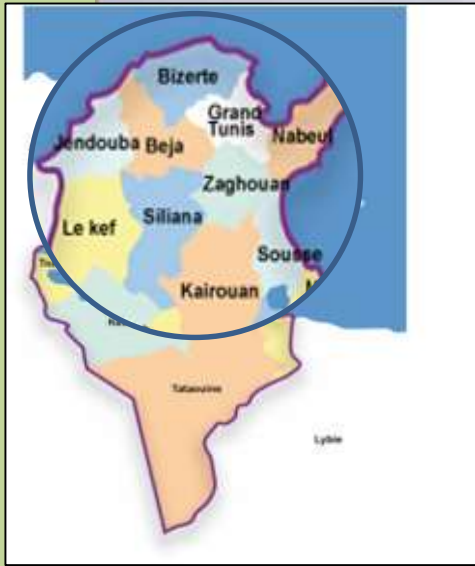 Bizerte
Grand
Tunis
Nabeul
Jendouba
Beja
Zaghouan
Siliana
Le kef
Sousse
Kairouan
Tataouine
Lybie